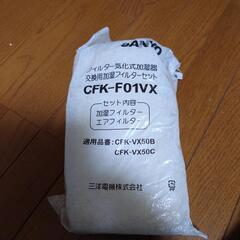 SANYO
フィルター気化式加湿器
交換用加湿フィルターセット
CFK-F01VX
セット内容
加湿フィルター
エアフィルター
適用品番：CFK-VX50B
CFK-VX50C
三洋電機株式会社